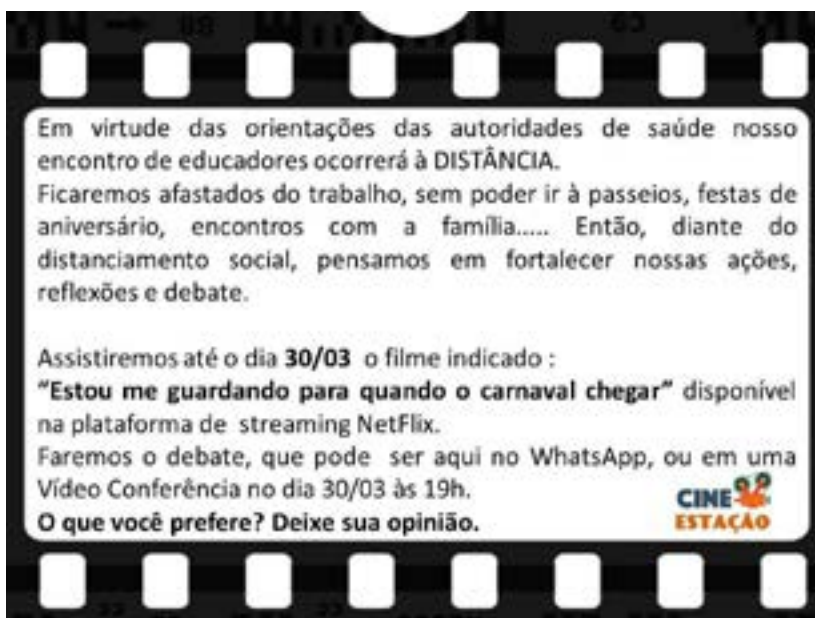 Em virtude das orientações das autoridades de saúde nosso
encontro de educadores ocorrerá à DISTÂNCIA.
Ficaremos afastados do trabalho, sem poder ir à passeios, festas de
aniversário, encontros com a família..... Então, diante do
distanciamento social, pensamos em fortalecer nossas ações,
reflexões e debate.
Assistiremos até o dia 30/03 o filme indicado :
"Estou me guardando para quando o carnaval chegar" disponível
na plataforma de streaming NetFlix.
Faremos o debate, que pode ser aqui no WhatsApp, ou em uma
Vídeo Conferência no dia 30/03 às 19h.
O que você prefere? Deixe sua opinião.
CINE
ESTAÇÃO